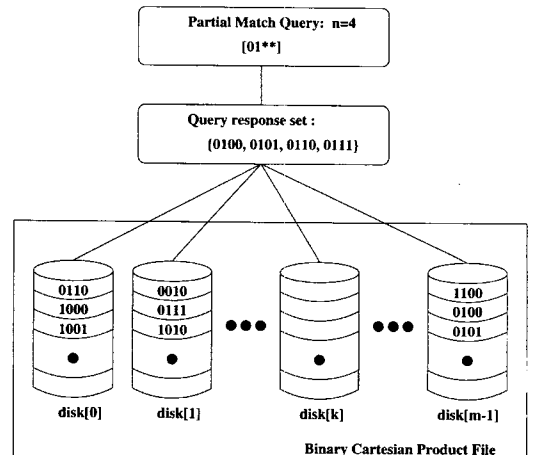 Partial Match Query: n=4
[01**]
Query response set :
{0100, 0101, 0110, 0111}
0110
1000
1001
0010
0111
1010
1100
0100
0101
disk[0]
disk[1]
disk[k]
disk[m-1]
Binary Cartesian Product File